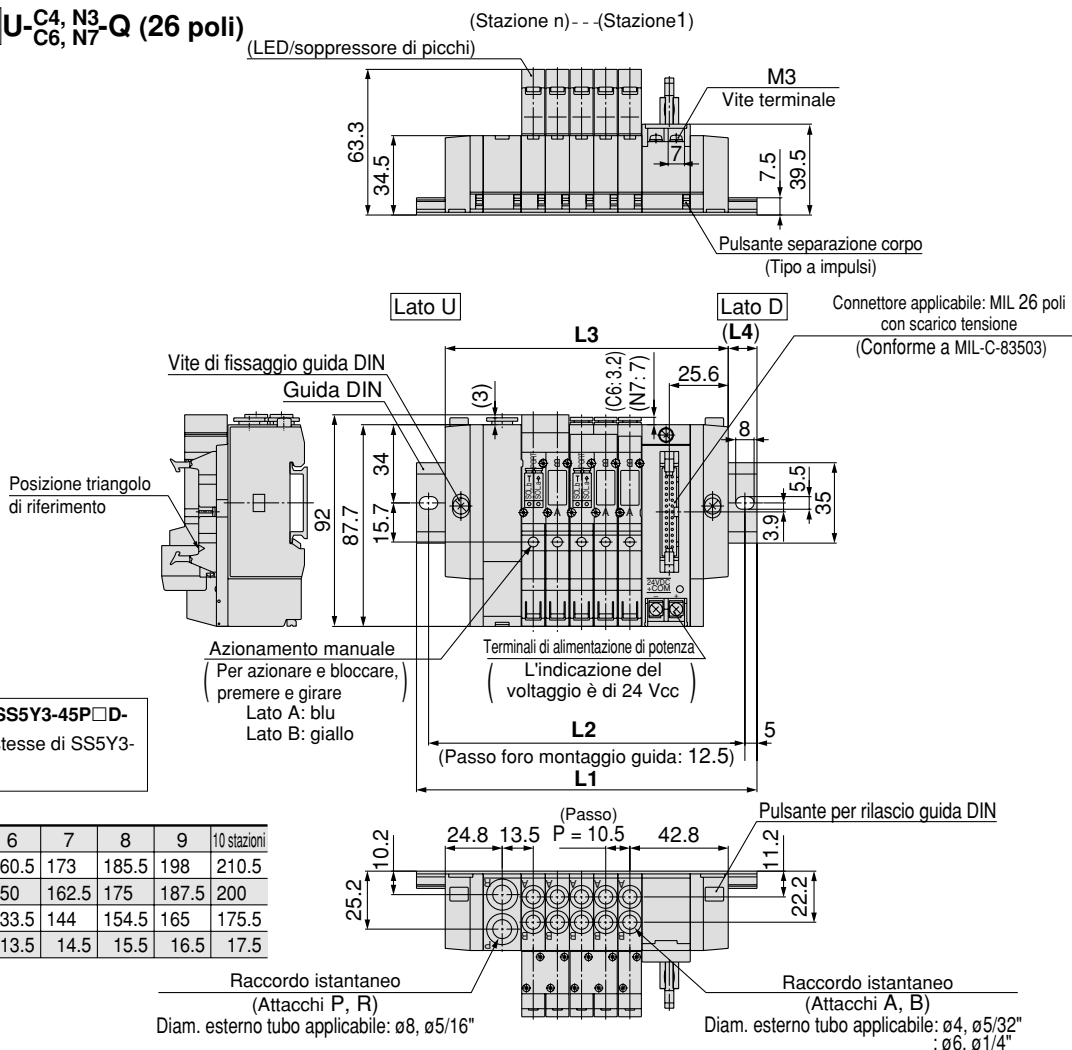 U-C4, N3
C6, N7-Q (26 poli)
(Stazione n)---(Stazione1)
(LED/soppressore di picchi)
M3
Vite terminale
63.3
34.5
7
7.5
39.5
Pulsante separazione corpo
(Tipo a impulsi)
Lato U
Lato D
Connettore applicabile: MIL 26 poli
con scarico tensione
(Conforme a MIL-C-83503)
L3
(L4)
Vite di fissaggio guida DIN
Guida DIN
(3)
(C6: 3.2)
(N7: 7)
25.6
8
Posizione triangolo
di riferimento
92
87.7
34
15.7
5.5
3.9
35
24VDC
+COM
- +
Azionamento manuale
(Per azionare e bloccare,
premere e girare)
Lato A: blu
Lato B: giallo
Terminali di alimentazione di potenza
(L'indicazione del
voltaggio è di 24 Vcc)
SS5Y3-45P□D-
stesse di SS5Y3-
L2
5
(Passo foro montaggio guida: 12.5)
L1
6 7 8 9 10 stazioni
60.5 173 185.5 198 210.5
50 162.5 175 187.5 200
33.5 144 154.5 165 175.5
13.5 14.5 15.5 16.5 17.5
(Passo)
24.8 13.5 P = 10.5 42.8
Pulsante per rilascio guida DIN
10.2
25.2
11.2
22.2
Raccordo istantaneo
(Attacchi P, R)
Diam. esterno tubo applicabile: ø8, ø5/16"
Raccordo istantaneo
(Attacchi A, B)
Diam. esterno tubo applicabile: ø4, ø5/32"
: ø6, ø1/4"